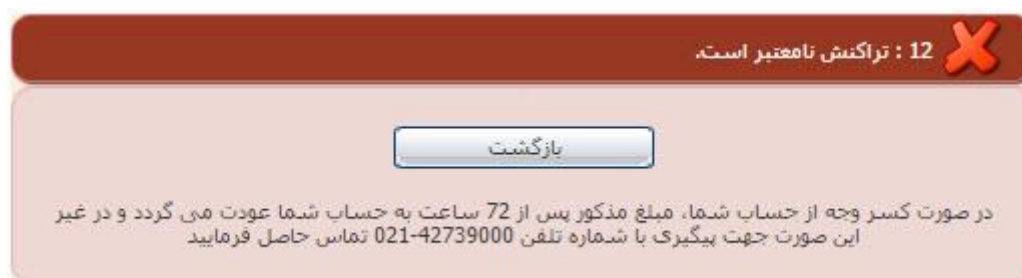 12 : تراکنش نامعتبر است.
بازگشت
در صورت کسر وجه از حساب شما، مبلغ مذکور پس از 72 ساعت به حساب شما عودت می گردد و در غیر
این صورت جهت پیگیری با شماره تلفن 42739000-021 تماس حاصل فرمایید